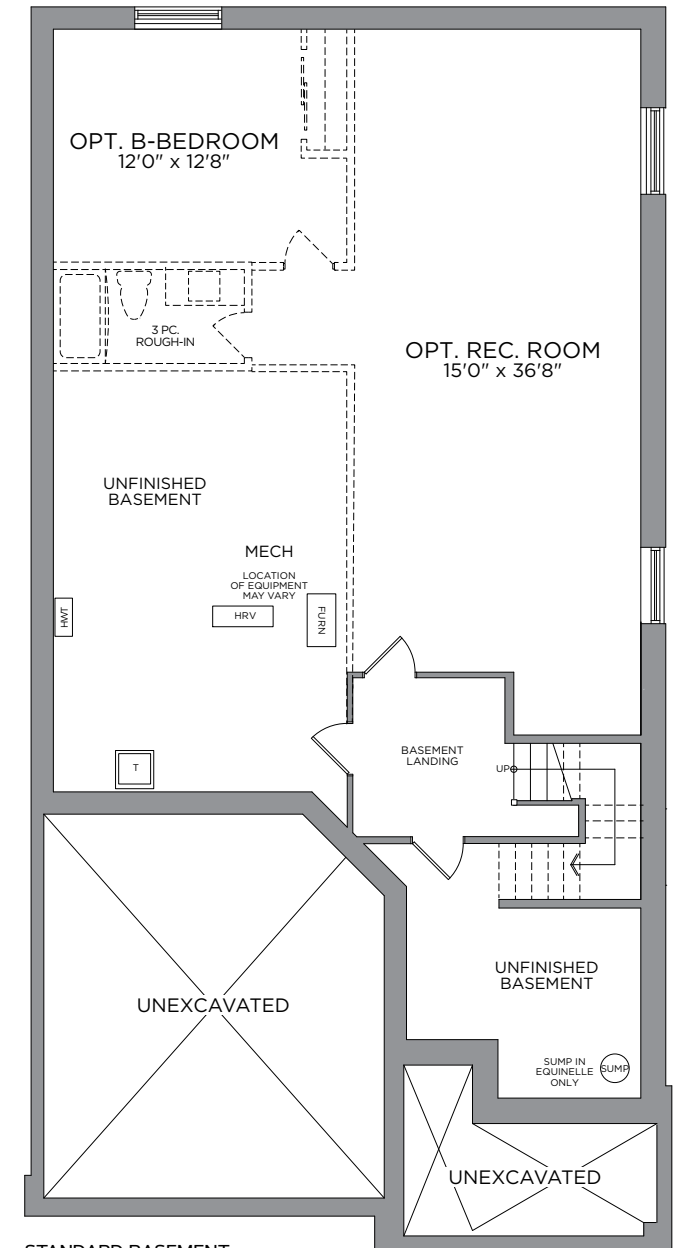 OPT. B-BEDROOM
12'0" x 12'8"
3 PC.
ROUGH-IN
OPT. REC. ROOM
15'0" x 36'8"
UNFINISHED
BASEMENT
MECH
LOCATION
OF EQUIPMENT
MAY VARY
HWT
HRV
FURN
T
BASEMENT
LANDING
UP
UNFINISHED
BASEMENT
UNEXCAVATED
SUMP IN
EQUINELLE
ONLY
SUMP
UNEXCAVATED
STANDARD BASEMENT